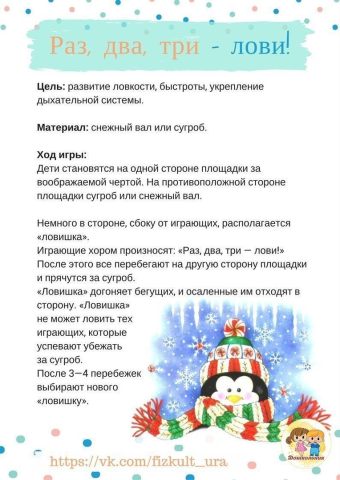 Раз, два, три - лови!
Цель: развитие ловкости, быстроты, укрепление
дыхательной системы.
Материал: снежный вал или сугроб.
Ход игры:
Дети становятся на одной стороне площадки за
воображаемой чертой. На противоположной стороне
площадки сугроб или снежный вал.
Немного в стороне, сбоку от играющих, располагается
«ловишка».
Играющие хором произносят: «Раз, два, три — лови!»
После этого все перебегают на другую сторону площадки
и прячутся за сугроб.
«Ловишка» догоняет бегущих, и осаленные им отходят в
сторону. «Ловишка»
не может ловить тех
играющих, которые
успевают убежать
за сугроб.
После 3—4 перебежек
выбирают нового
«ловишку».
Дошкольник
https://vk.com/fizkult_ura